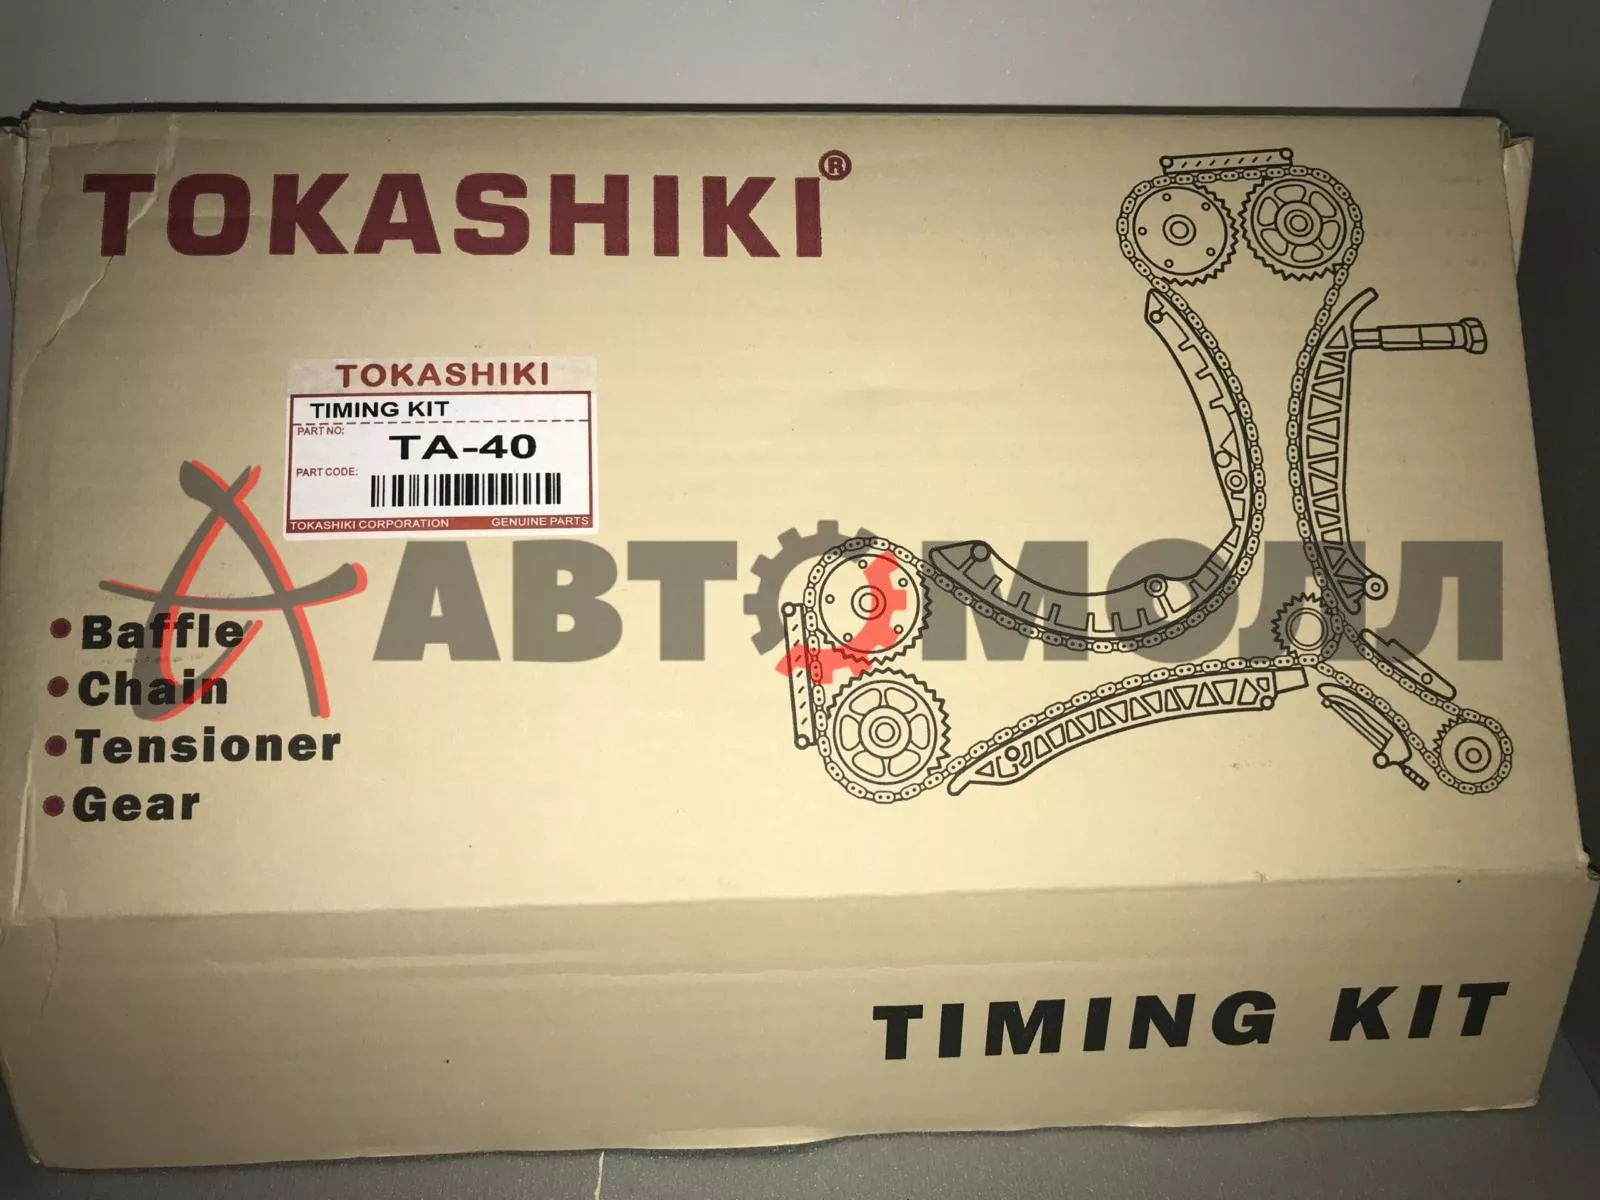 TOKASHIKI®
TOKASHIKI
TIMING KIT
PART NO:
TA-40
PART CODE:
TOKASHIKI CORPORATION GENUINE PARTS
АВТОМОЛЛ
Baffle
Chain
Tensioner
Gear
TIMING KIT